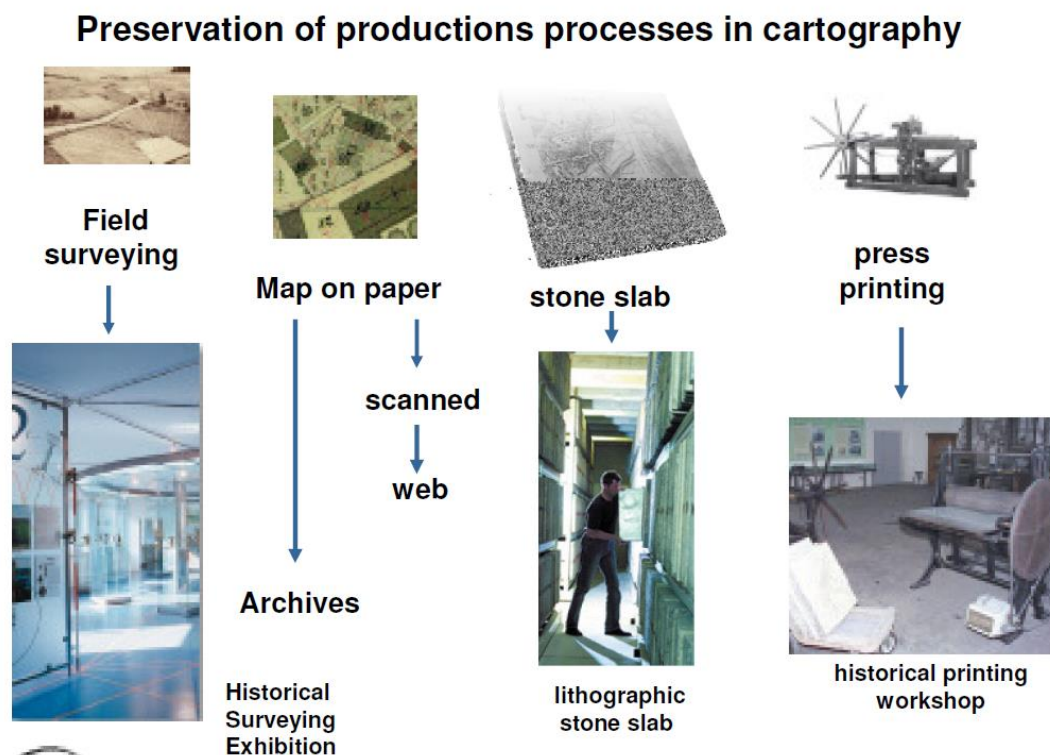 Preservation of productions processes in cartography
Field
surveying
Map on paper
stone slab
press
printing
scanned
web
Archives
Historical
Surveying
Exhibition
lithographic
stone slab
historical printing
workshop
2